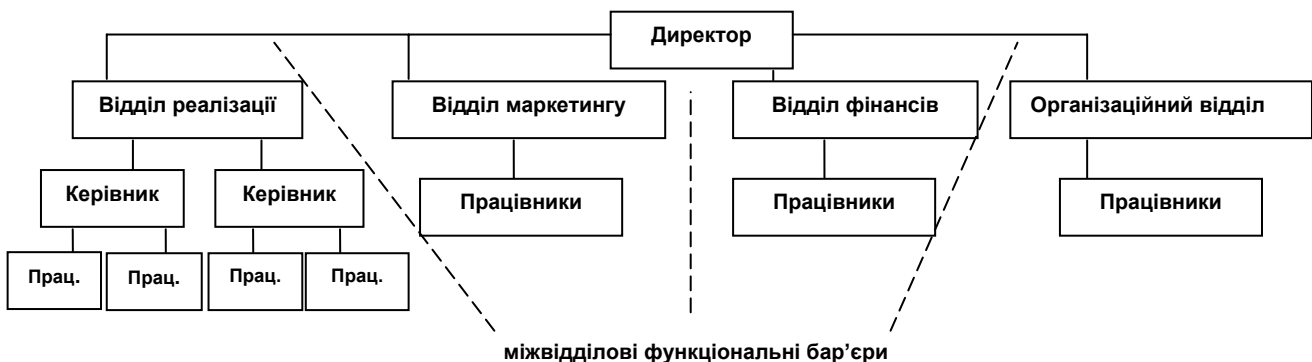 Директор
Відділ реалізації
Відділ маркетингу
Відділ фінансів
Організаційний відділ
Керівник
Керівник
Працівники
Працівники
Працівники
Прац.
Прац.
Прац.
Прац.
міжвідділові функціональні бар’єри